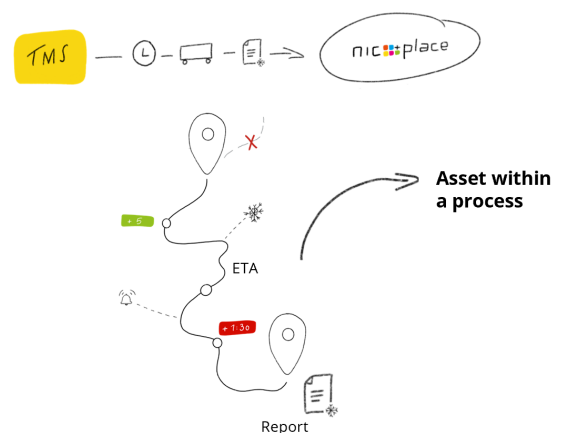 TMS
nic place
+ 5
ETA
+ 1:30
Report
Asset within
a process